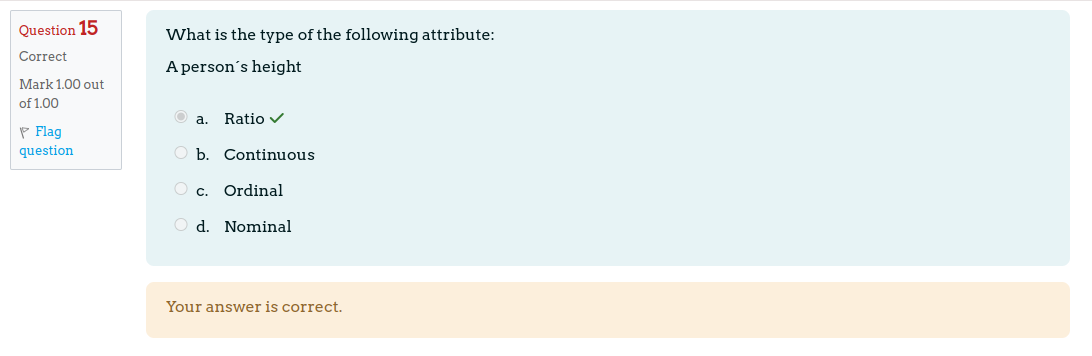 Question 15
Correct
Mark 1.00 out
of 1.00
Flag
question
What is the type of the following attribute:
A person´s height
a. Ratio
b. Continuous
c. Ordinal
d. Nominal
Your answer is correct.